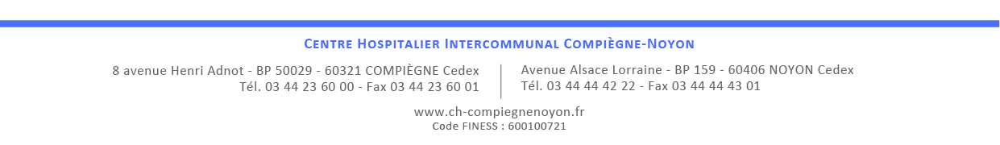 Centre Hospitalier Intercommunal Compiègne-Noyon
8 avenue Henri Adnot - BP 50029 - 60321 COMPIÈGNE Cedex
Tél. 03 44 23 60 00 - Fax 03 44 23 60 01
Avenue Alsace Lorraine - BP 159 - 60406 NOYON Cedex
Tél. 03 44 44 42 22 - Fax 03 44 44 43 01
www.ch-compiegnenoyon.fr
Code FINESS : 600100721